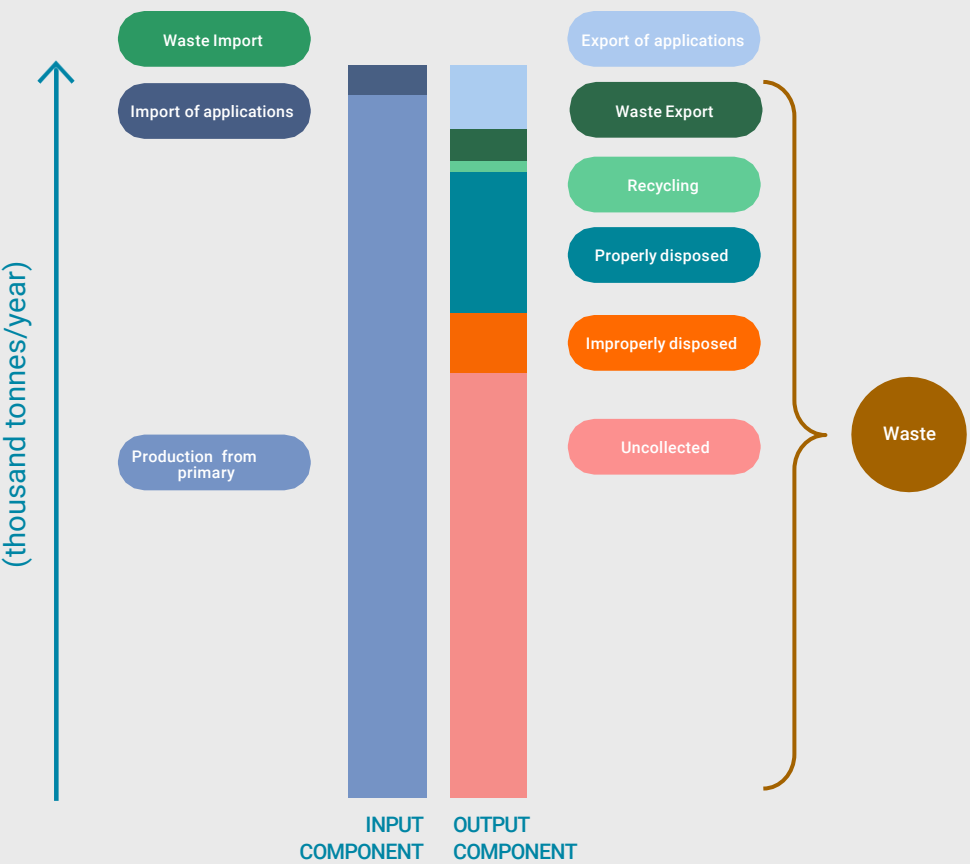 Waste Import
Import of applications
(thousand tonnes/year)
Production from
primary
Export of applications
Waste Export
Recycling
Properly disposed
Improperly disposed
Uncollected
Waste
INPUT
COMPONENT
OUTPUT
COMPONENT